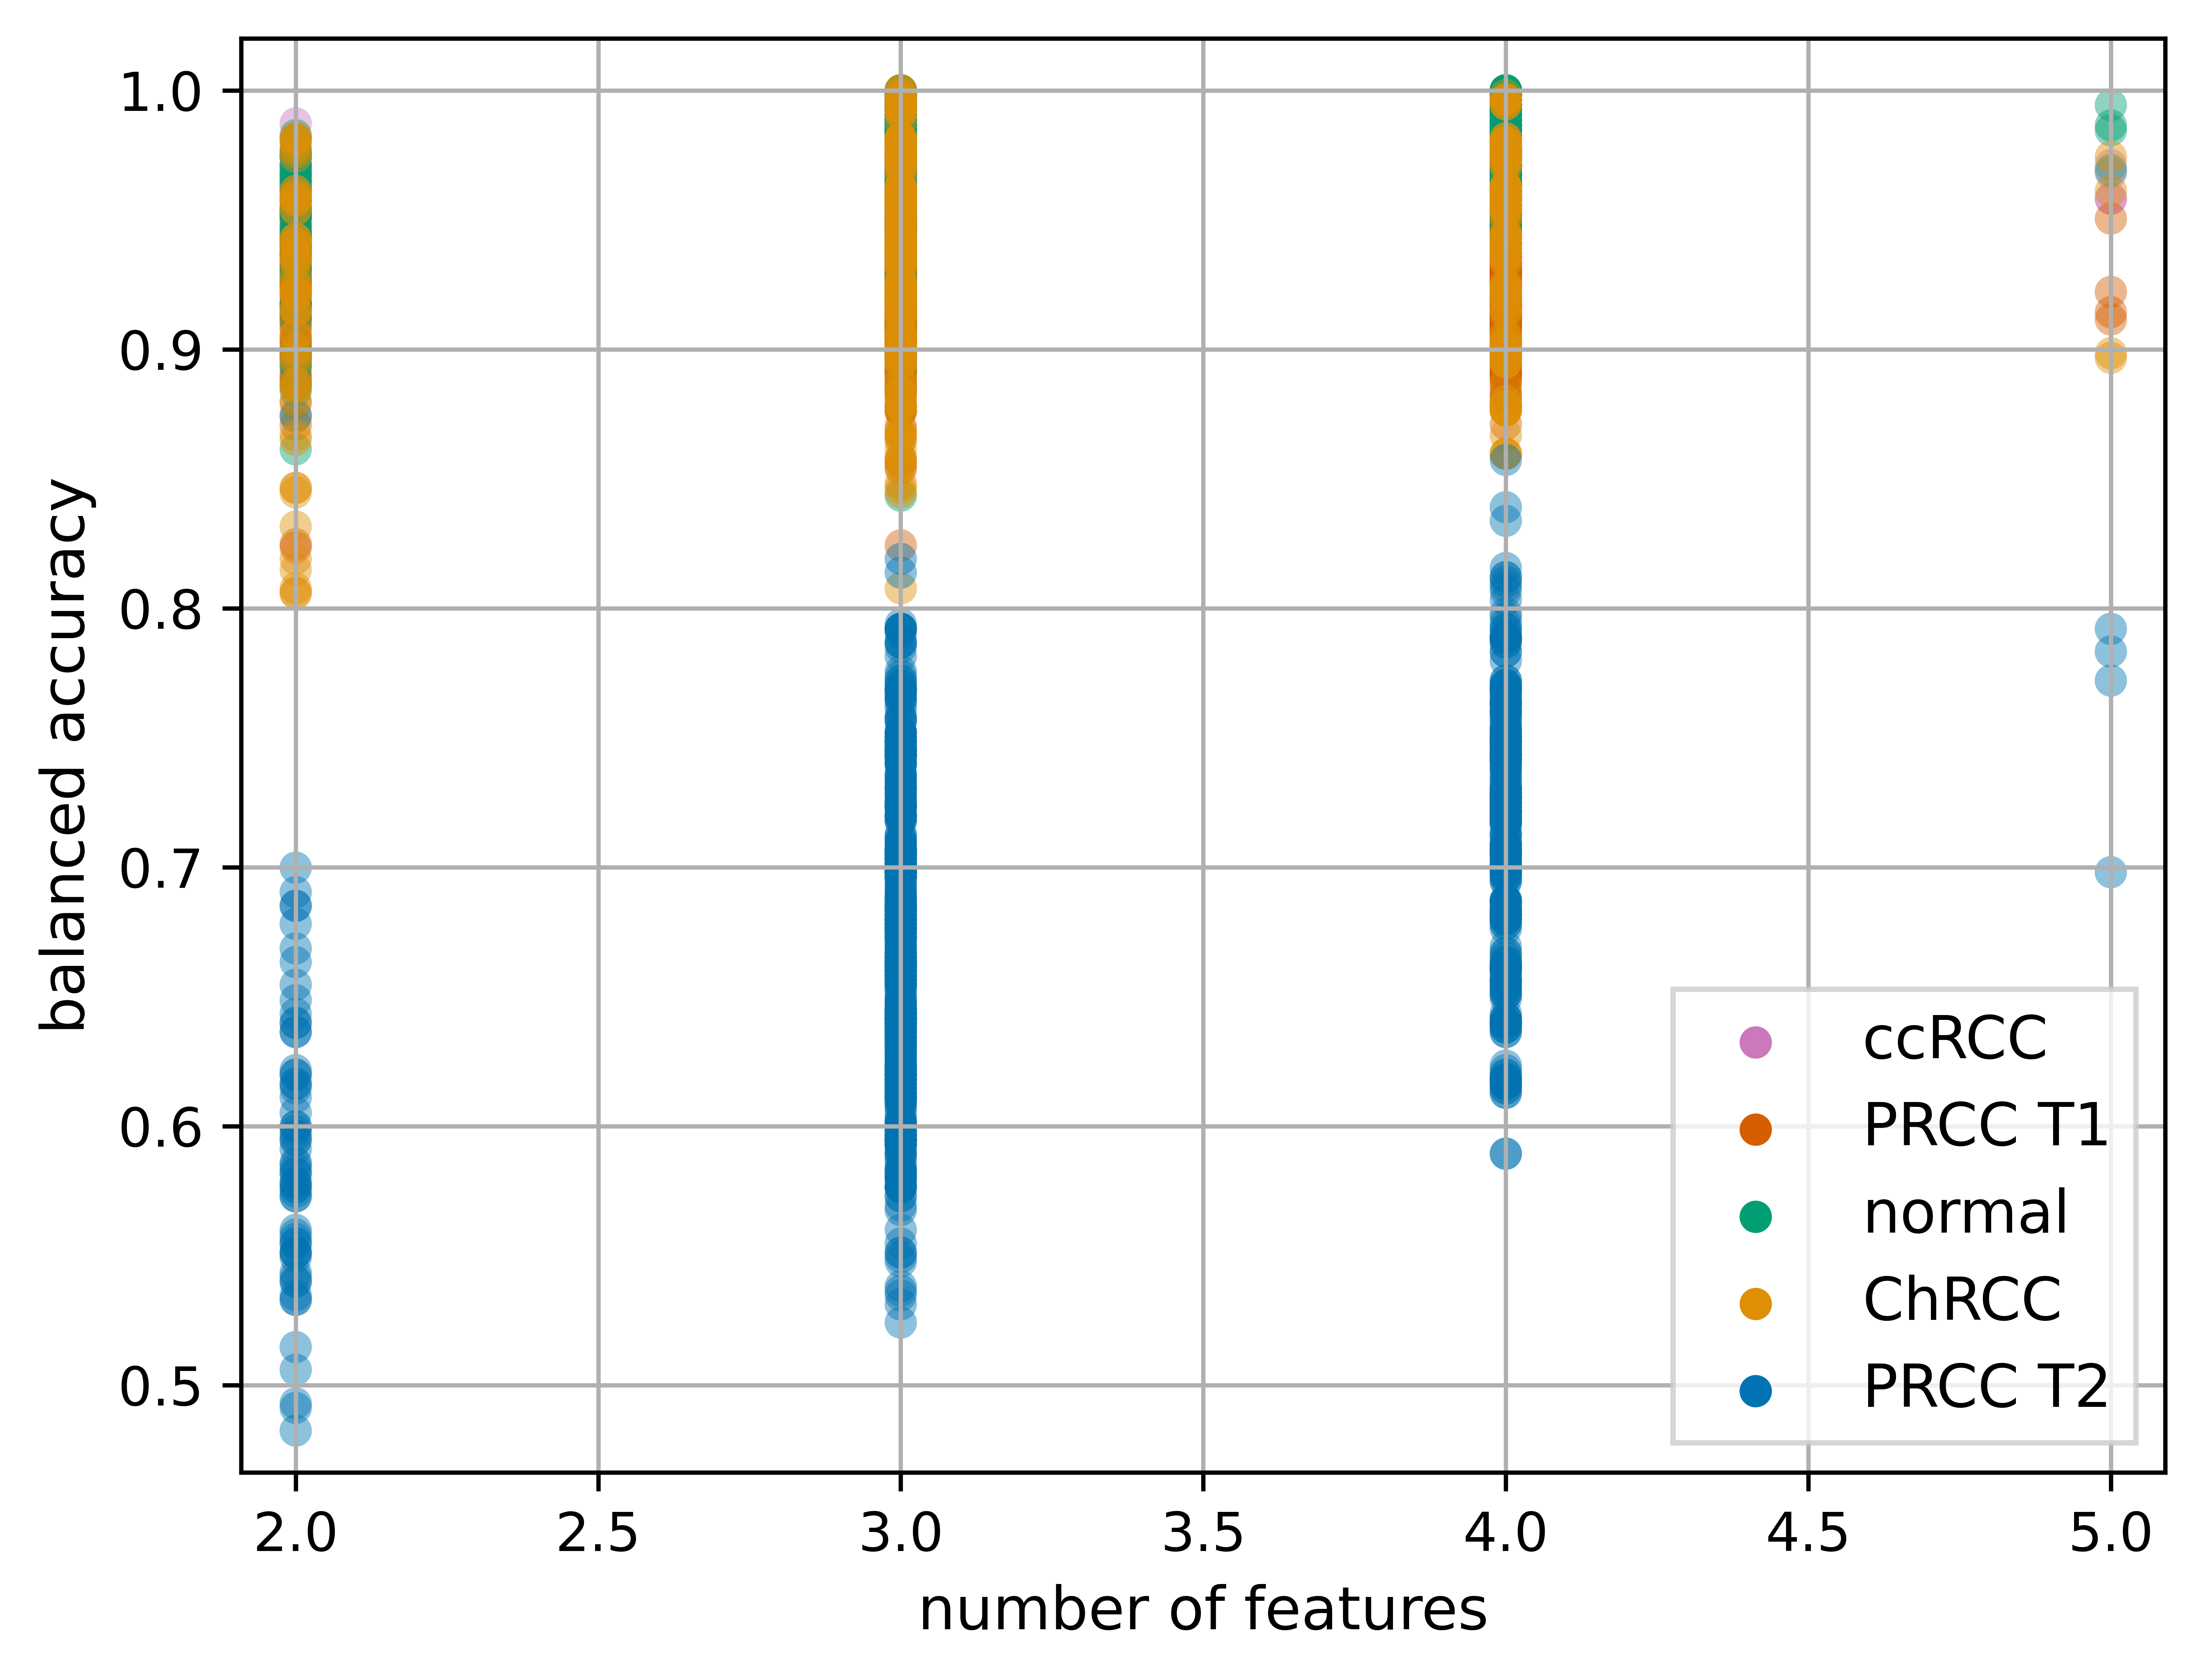 1.0
0.9
0.8
0.7
0.6
0.5
balanced accuracy
2.0 2.5 3.0 3.5 4.0 4.5 5.0
number of features
ccRCC
PRCC T1
normal
ChRCC
PRCC T2